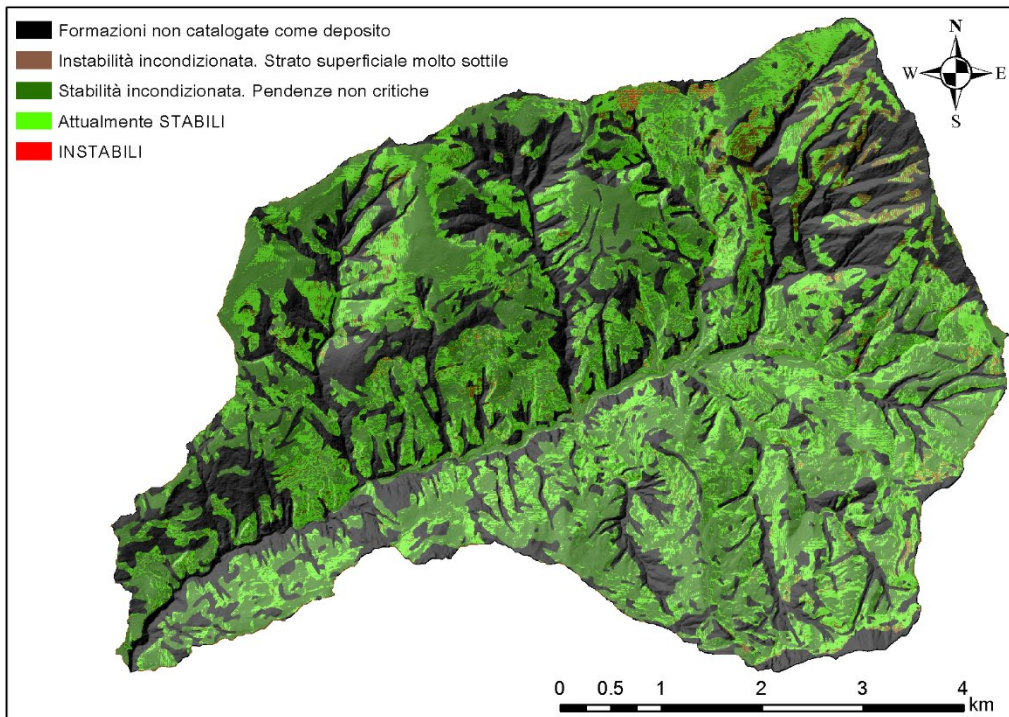 Formazioni non catalogate come deposito
Instabilità incondizionata. Strato superficiale molto sottile
Stabilità incondizionata. Pendenze non critiche
Attualmente STABILI
INSTABILI
N
W E
S
0 0.5 1 2 3 4
km